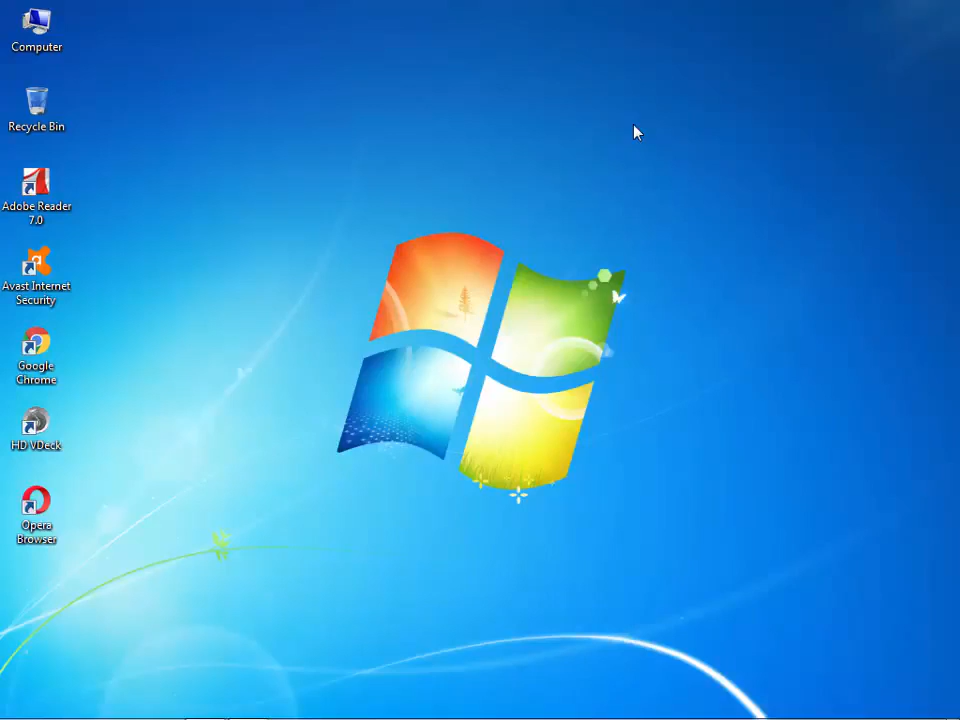 Computer
Recycle Bin
Adobe Reader
7.0
Avast Internet
Security
Google
Chrome
HD VDeck
Opera
Browser